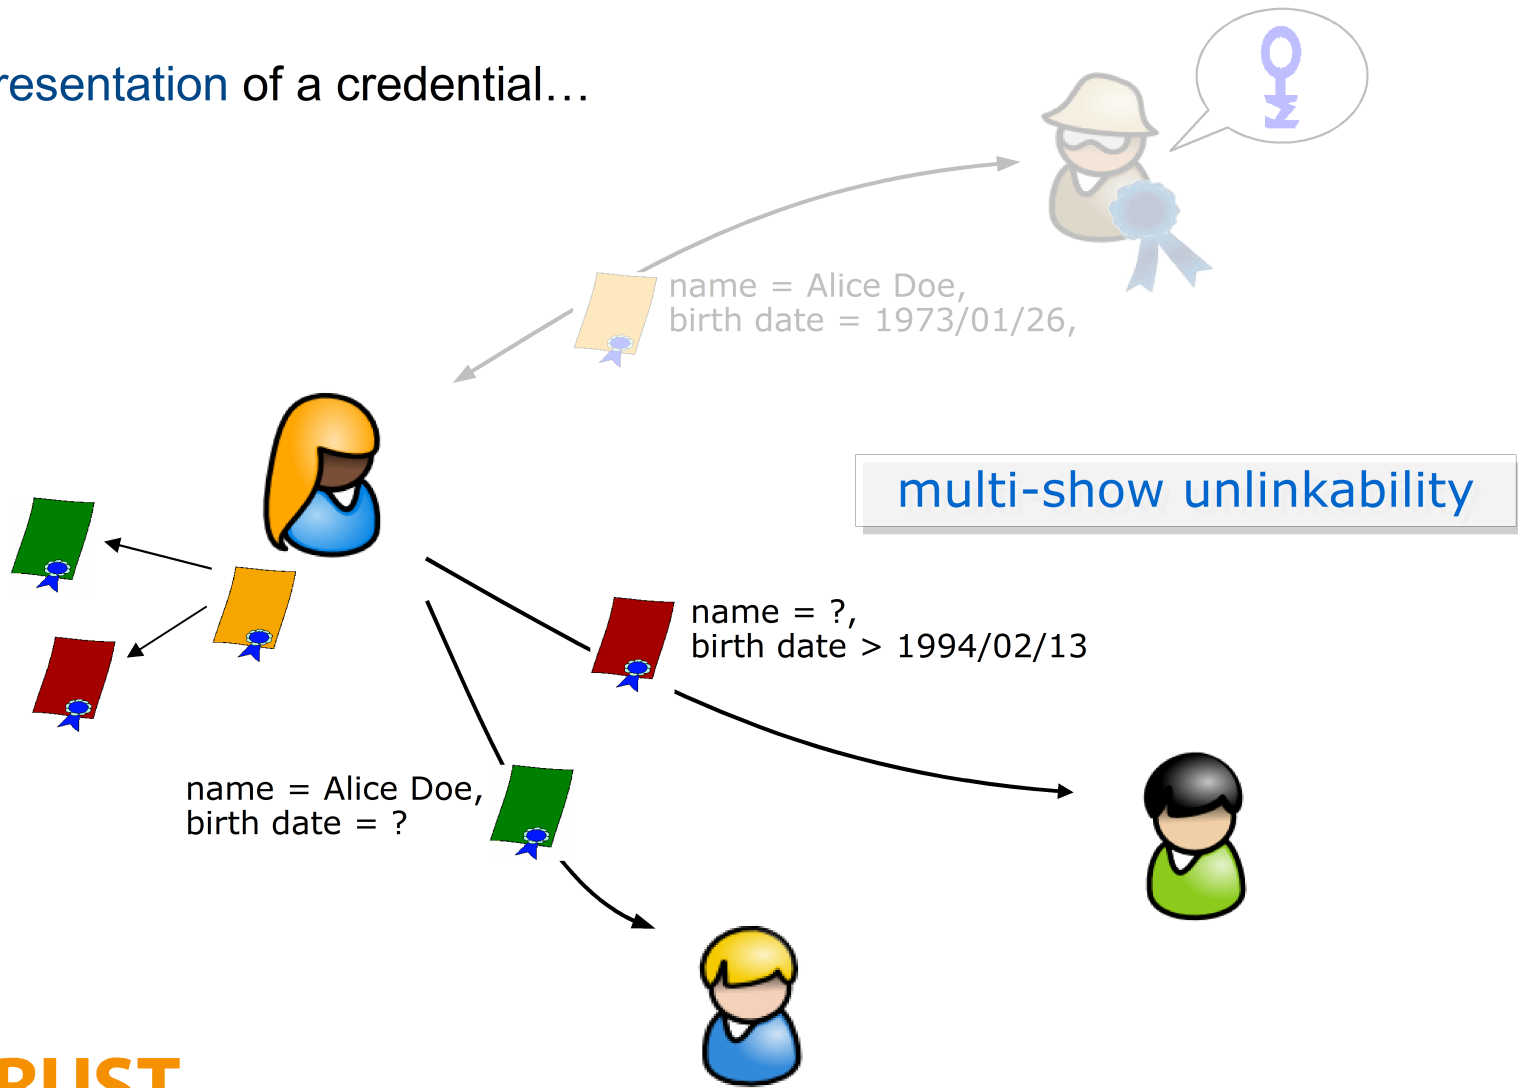 resentation of a credential…
name = Alice Doe,
birth date = 1973/01/26,
multi-show unlinkability
name = ?,
birth date > 1994/02/13
name = Alice Doe,
birth date = ?
RUST